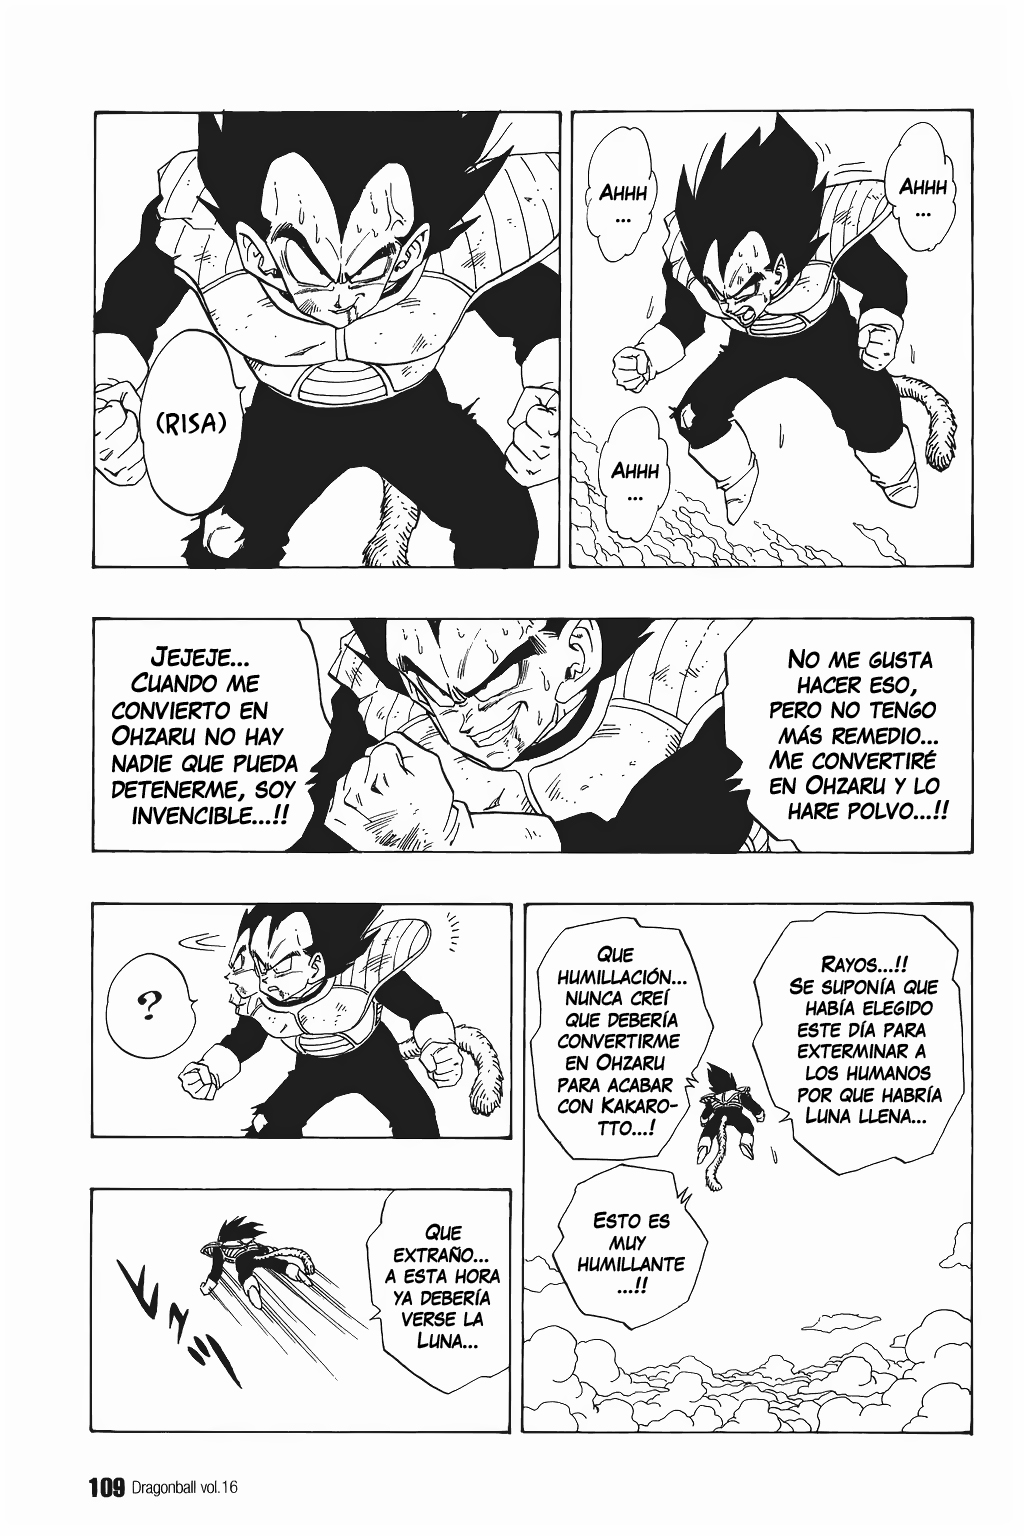 Ahhh
...
Ahhh
...
Ahhh
...
(RISA)
No me gusta
hacer eso,
pero no tengo
más remedio...
Me convertiré
en Ohzaru y lo
hare polvo...!!
Jejeje...
Cuando me
convierto en
Ohzaru no hay
nadie que pueda
detenerme, soy
invencible...!!
Rayos...!!
Se suponía que
había elegido
este día para
exterminar a
los humanos
por que habría
Luna llena...
Que
humillación...
nunca creí
que debería
convertirme
en Ohzaru
para acabar
con Kakaro-
tto...!
Esto es
muy
humillante
...!!
?
Que
extraño...
a esta hora
ya debería
verse la
Luna...
ヒュッ
109 Dragonball vol.16